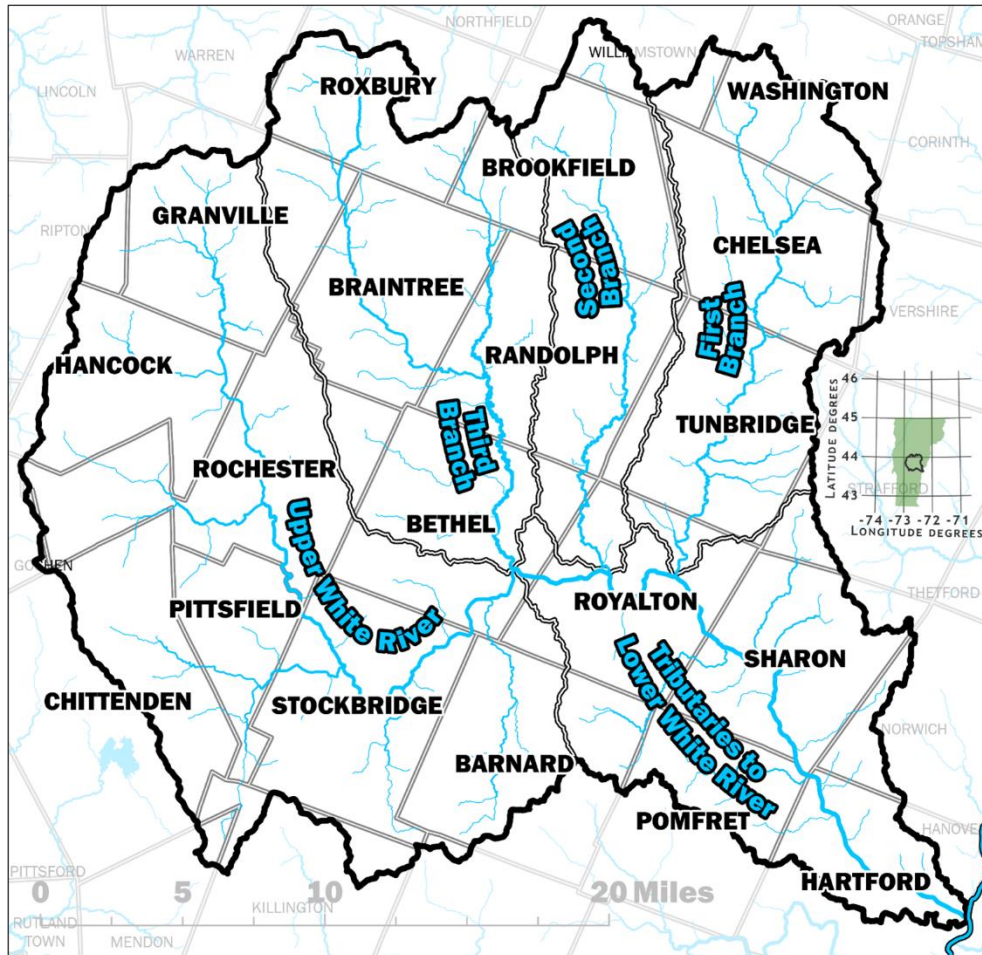 NORTHFIELD
ORANGE
TOPSHAM
WARREN
WILLIAMSTOWN
LINCOLN
ROXBURY
WASHINGTON
CORINTH
BROOKFIELD
GRANVILLE
RIPTON
Second
Branch
CHELSEA
BRAINTREE
First
Branch
VERSHIRE
HANCOCK
RANDOLPH
46
45
44
43
LATITUDE DEGREES
-74 -73 -72 -71
LONGITUDE DEGREES
TUNBRIDGE
Third
Branch
ROCHESTER
STRAFFORD
BETHEL
Upper White River
GOSHEN
THETFORD
PITTSFIELD
ROYALTON
SHARON
Tributaries to
Lower White River
CHITTENDEN
STOCKBRIDGE
NORWICH
BARNARD
POMFRET
HANOVE
PITTSFORD
HARTFORD
0 5 10 20 Miles
KILLINGTON
RUTLAND
TOWN
MENDON